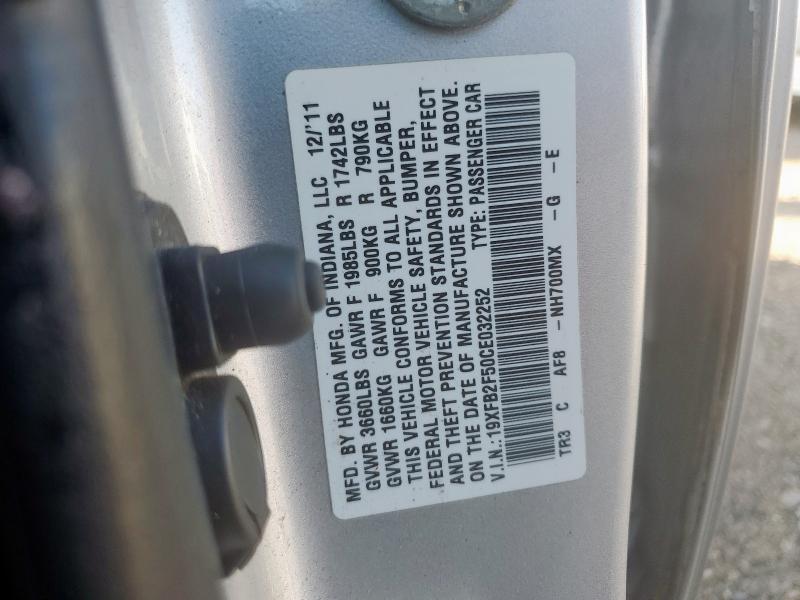 MFD. BY HONDA MFG. OF INDIANA, LLC 12/'11
GVWR 3660LBS GAWR F 1985LBS R 1742LBS
GVWR 1660KG GAWR F 900KG R 790KG
THIS VEHICLE CONFORMS TO ALL APPLICABLE
FEDERAL MOTOR VEHICLE SAFETY, BUMPER,
AND THEFT PREVENTION STANDARDS IN EFFECT
ON THE DATE OF MANUFACTURE SHOWN ABOVE.
V.I.N.:19XFB2F50CE032252 TYPE: PASSENGER CAR
TR3 C AF8 -NH700MX -G -E